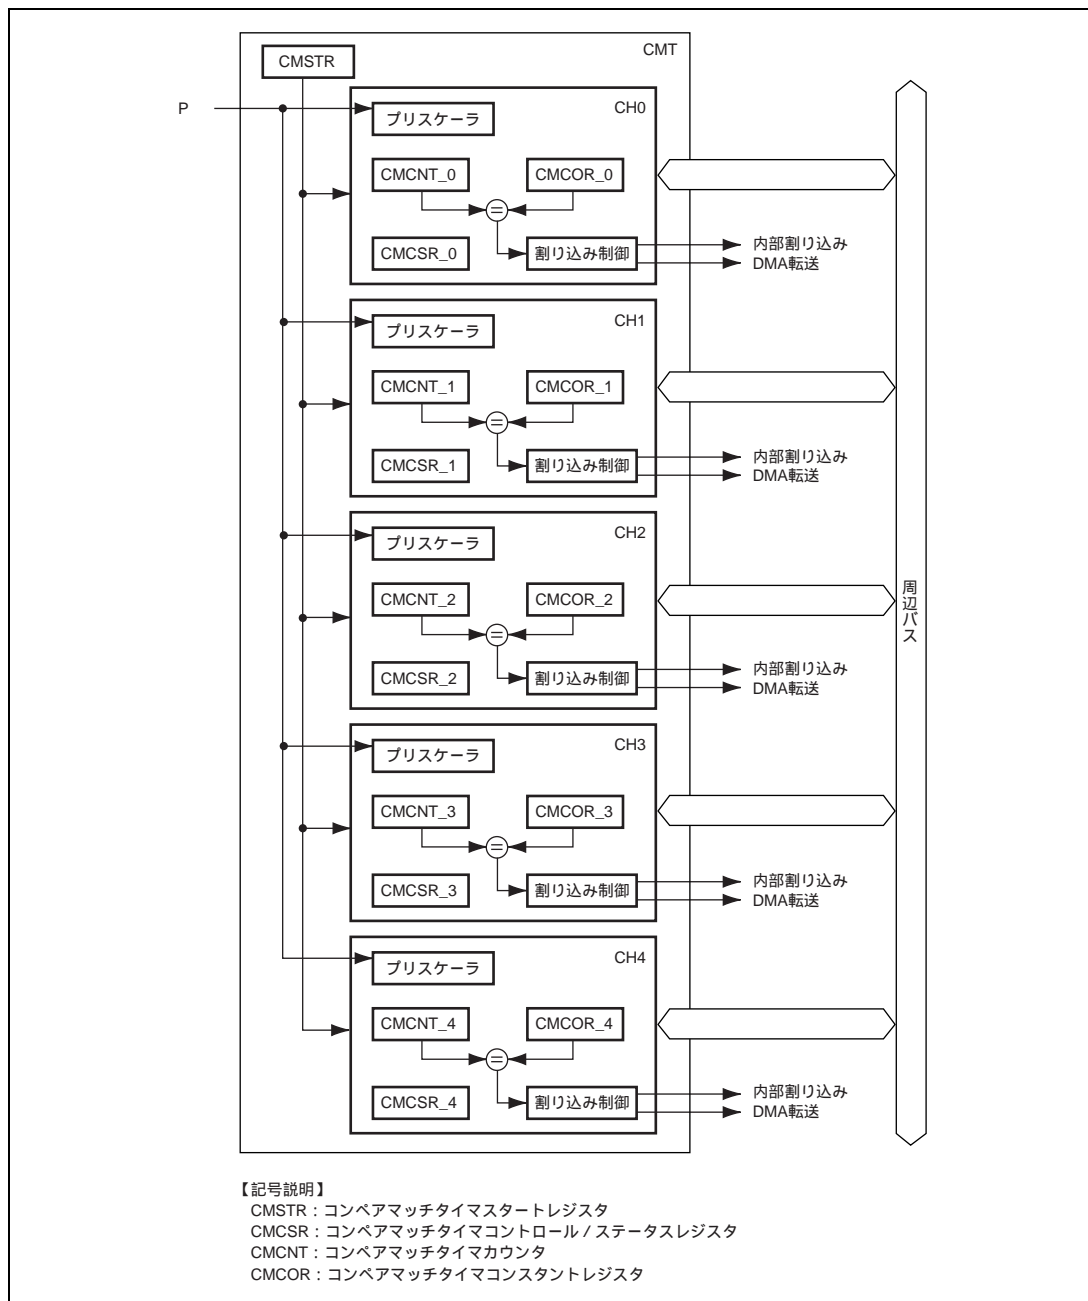 CMT
CMSTR
P
CH0
プリスケーラ
CMCNT_0
CMCOR_0
=
CMCSR_0
割り込み制御
内部割り込み
DMA転送
CH1
プリスケーラ
CMCNT_1
CMCOR_1
=
CMCSR_1
割り込み制御
内部割り込み
DMA転送
CH2
プリスケーラ
CMCNT_2
CMCOR_2
=
CMCSR_2
割り込み制御
内部割り込み
DMA転送
CH3
プリスケーラ
CMCNT_3
CMCOR_3
=
CMCSR_3
割り込み制御
内部割り込み
DMA転送
CH4
プリスケーラ
CMCNT_4
CMCOR_4
=
CMCSR_4
割り込み制御
内部割り込み
DMA転送
周辺バス
【記号説明】
CMSTR : コンペアマッチタイマスタートレジスタ
CMCSR : コンペアマッチタイマコントロール / ステータスレジスタ
CMCNT : コンペアマッチタイマカウンタ
CMCOR : コンペアマッチタイマコンスタントレジスタ